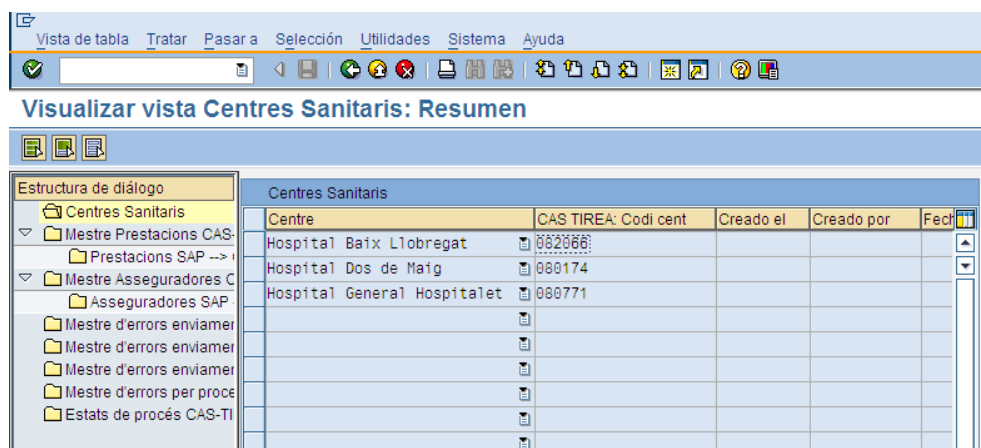 Vista de tabla Tratar Pasar a Selección Utilidades Sistema Ayuda
Visualizar vista Centres Sanitaris: Resumen
Estructura de diálogo
Centres Sanitaris
Mestre Prestacions CAS-
Prestacions SAP -->
Mestre Asseguradores C
Asseguradores SAP
Mestre d'errors enviamer
Mestre d'errors enviamer
Mestre d'errors enviamer
Mestre d'errors per proce
Estats de procés CAS-TI
Centres Sanitaris
Centre CAS TIREA: Codi cent Creado el Creado por Fech
Hospital Baix Llobregat 082066
Hospital Dos de Maig 080174
Hospital General Hospitalet 080771